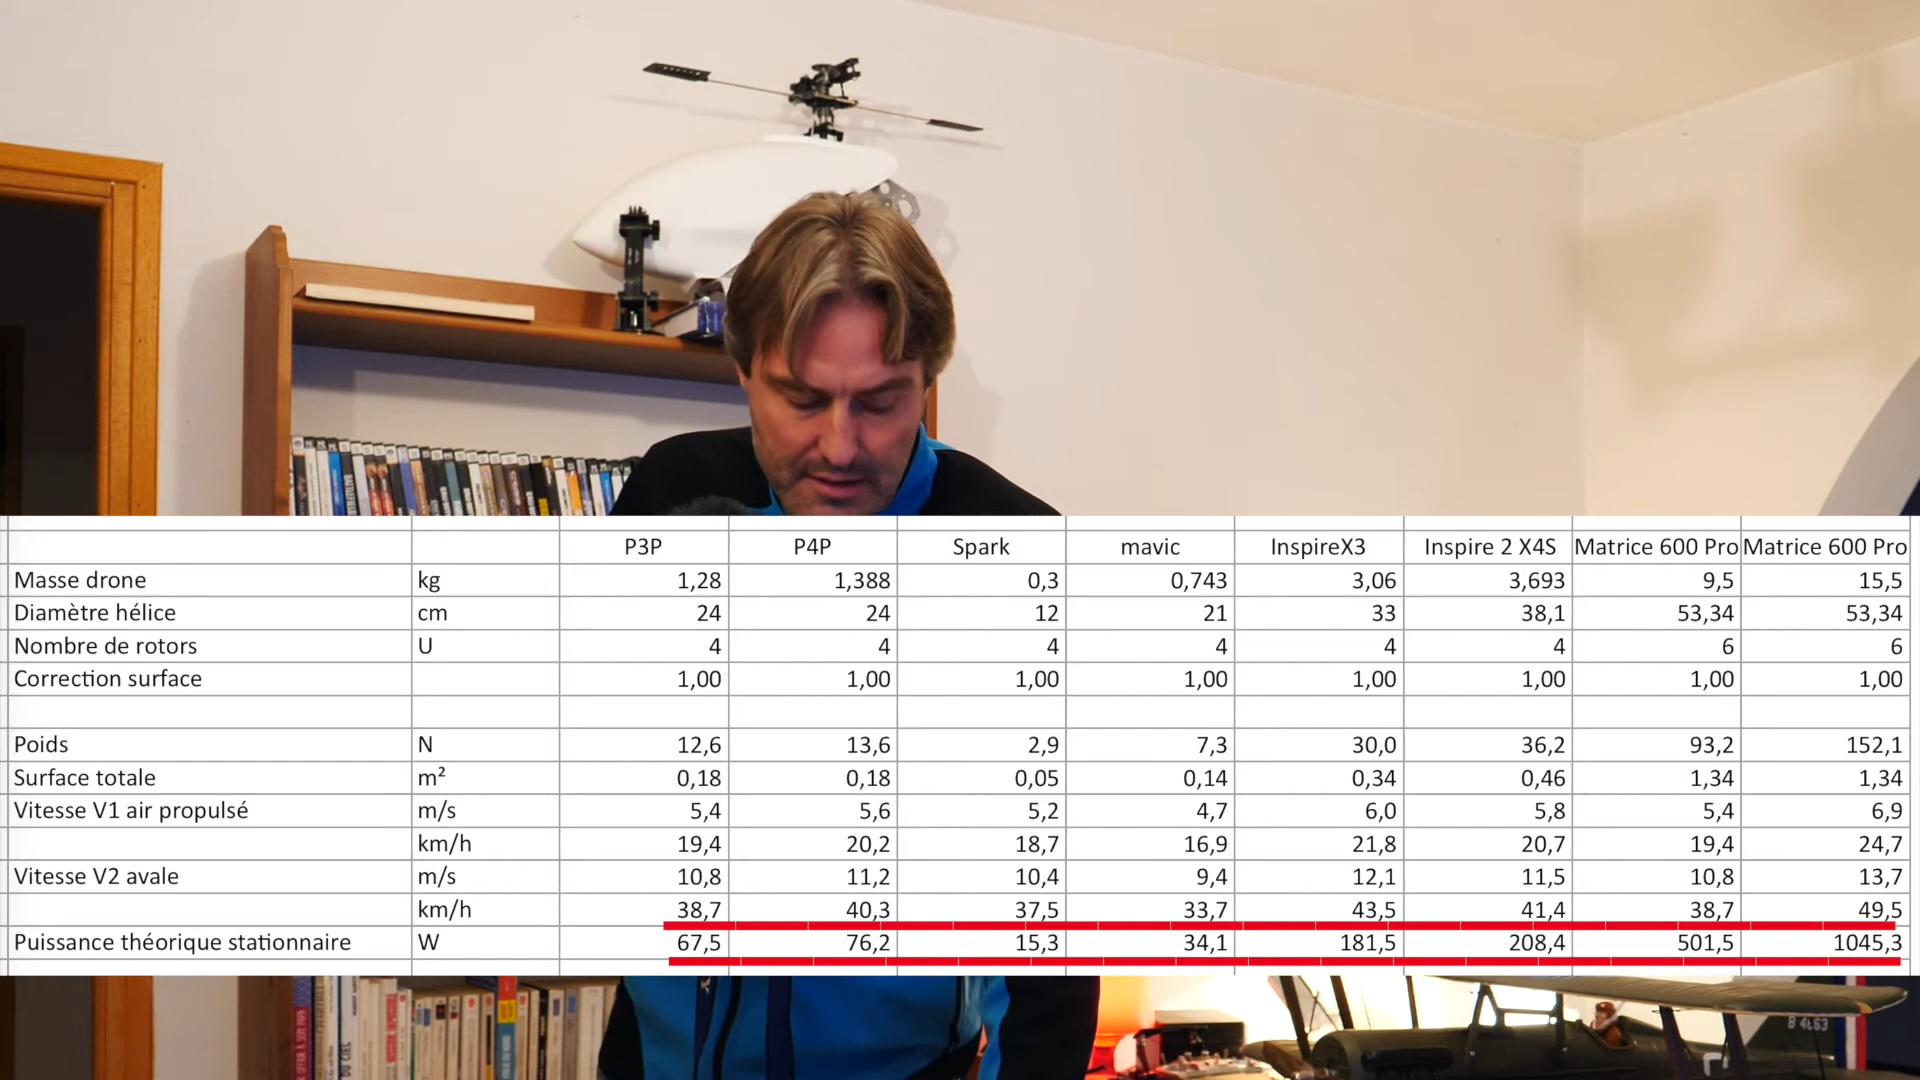 P3P P4P Spark mavic InspireX3 Inspire 2 X4S Matrice 600 Pro Matrice 600 Pro
Masse drone kg 1,28 1,388 0,3 0,743 3,06 3,693 9,5 15,5
Diamètre hélice cm 24 24 12 21 33 38,1 53,34 53,34
Nombre de rotors U 4 4 4 4 4 4 6 6
Correction surface 1,00 1,00 1,00 1,00 1,00 1,00 1,00 1,00
Poids N 12,6 13,6 2,9 7,3 30,0 36,2 93,2 152,1
Surface totale m² 0,18 0,18 0,05 0,14 0,34 0,46 1,34 1,34
Vitesse V1 air propulsé m/s 5,4 5,6 5,2 4,7 6,0 5,8 5,4 6,9
km/h 19,4 20,2 18,7 16,9 21,8 20,7 19,4 24,7
Vitesse V2 avale m/s 10,8 11,2 10,4 9,4 12,1 11,5 10,8 13,7
km/h 38,7 40,3 37,5 33,7 43,5 41,4 38,7 49,5
Puissance théorique stationnaire W 67,5 76,2 15,3 34,1 181,5 208,4 501,5 1045,3
DU CIEL